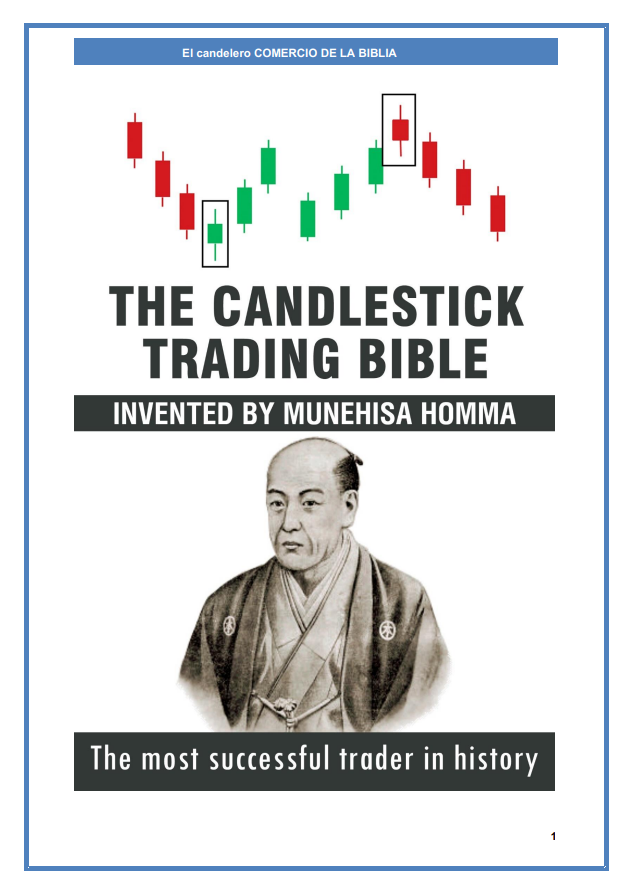 El candelero COMERCIO DE LA BIBLIA
THE CANDLESTICK
TRADING BIBLE
INVENTED BY MUNEHISA HOMMA
The most successful trader in history
1